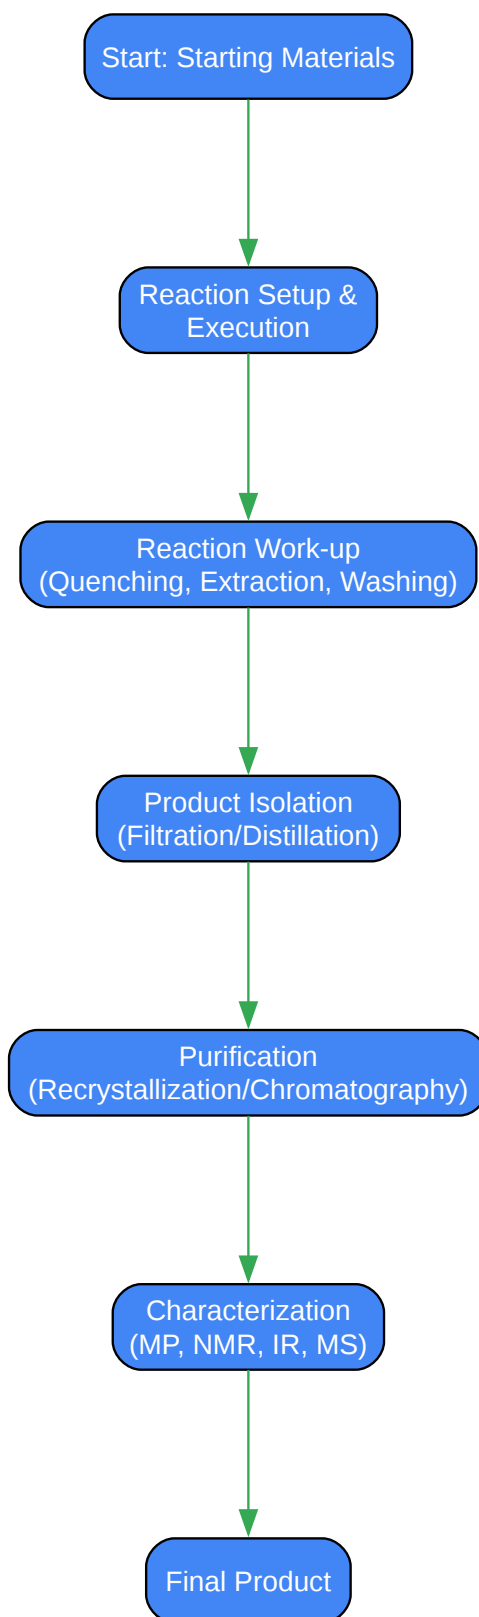 Start: Starting Materials
Reaction Setup &
Execution
Reaction Work-up
(Quenching, Extraction, Washing)
Product Isolation
(Filtration/Distillation)
Purification
(Recrystallization/Chromatography)
Characterization
(MP, NMR, IR, MS)
Final Product